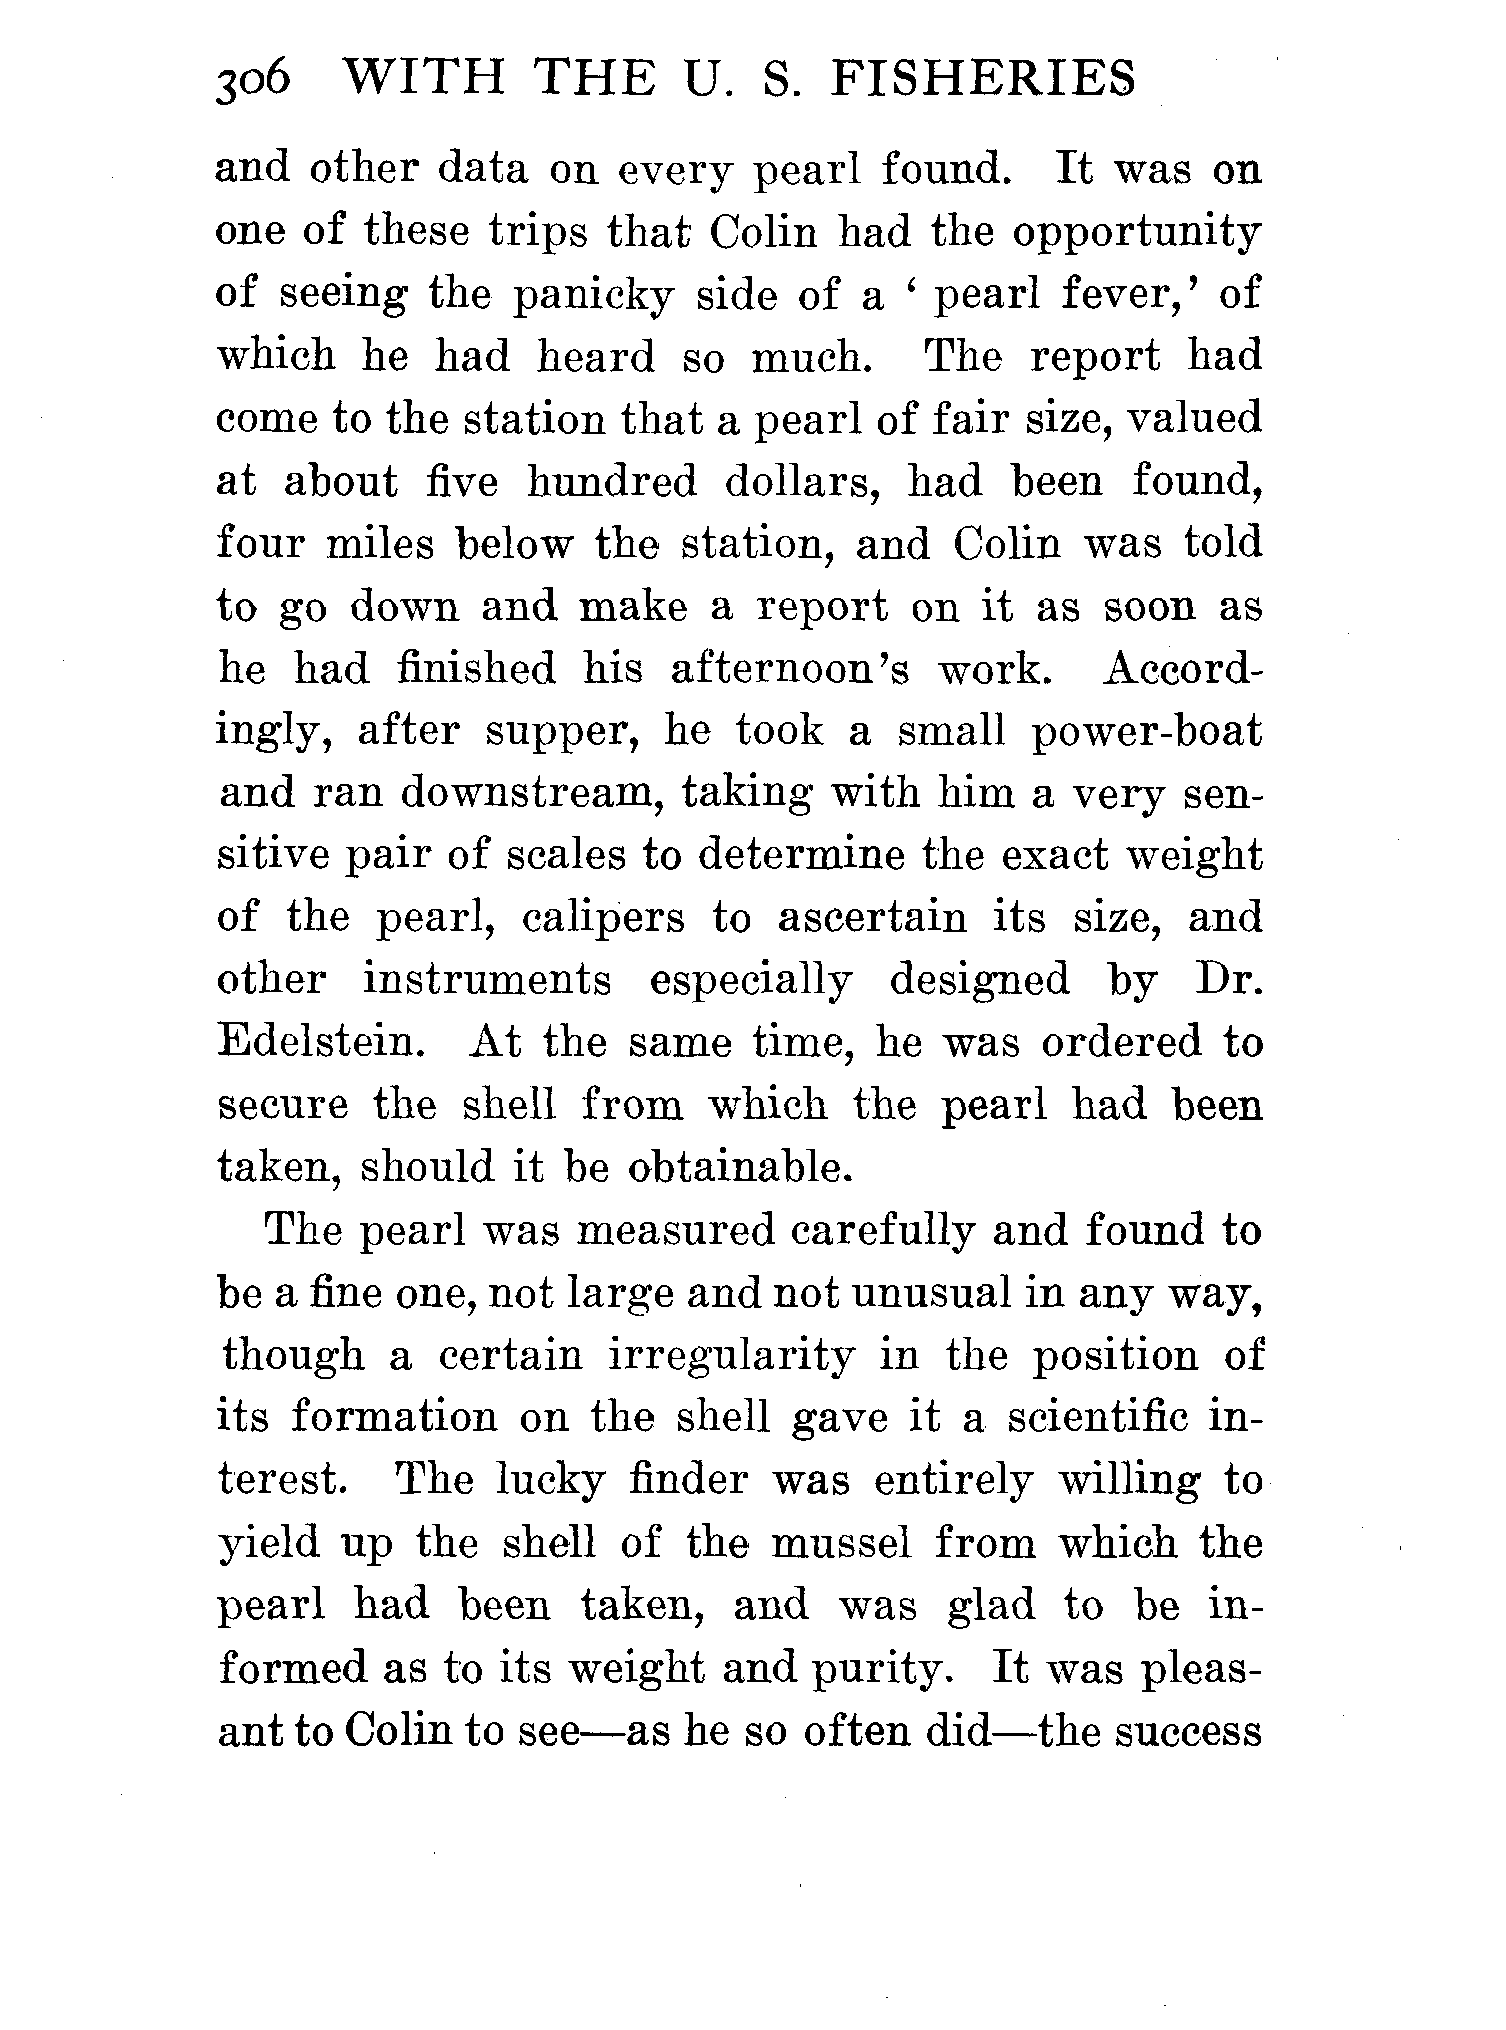 306 WITH THE U. S. FISHERIES
and other data on every pearl found. It was on
one of these trips that Colin had the opportunity
of seeing the panicky side of a ‘ pearl fever,’ of
which he had heard so much. The report had
come to the station that a pearl of fair size, valued
at about five hundred dollars, had been found,
four miles below the station, and Colin was told
to go down and make a report on it as soon as
he had finished his afternoon’s work. Accord-
ingly, after supper, he took a small power-boat
and ran downstream, taking with him a very sen-
sitive pair of scales to determine the exact weight
of the pearl, calipers to ascertain its size, and
other instruments especially designed by Dr.
Edelstein. At the same time, he was ordered to
secure the shell from which the pearl had been
taken, should it be obtainable.
The pearl was measured carefully and found to
be a fine one, not large and not unusual in any way,
though a certain irregularity in the position of
its formation on the shell gave it a scientific in-
terest. The lucky finder was entirely willing to
yield up the shell of the mussel from which the
pearl had been taken, and was glad to be in-
formed as to its weight and purity. It was pleas-
ant to Colin to see—as he so often did—the success